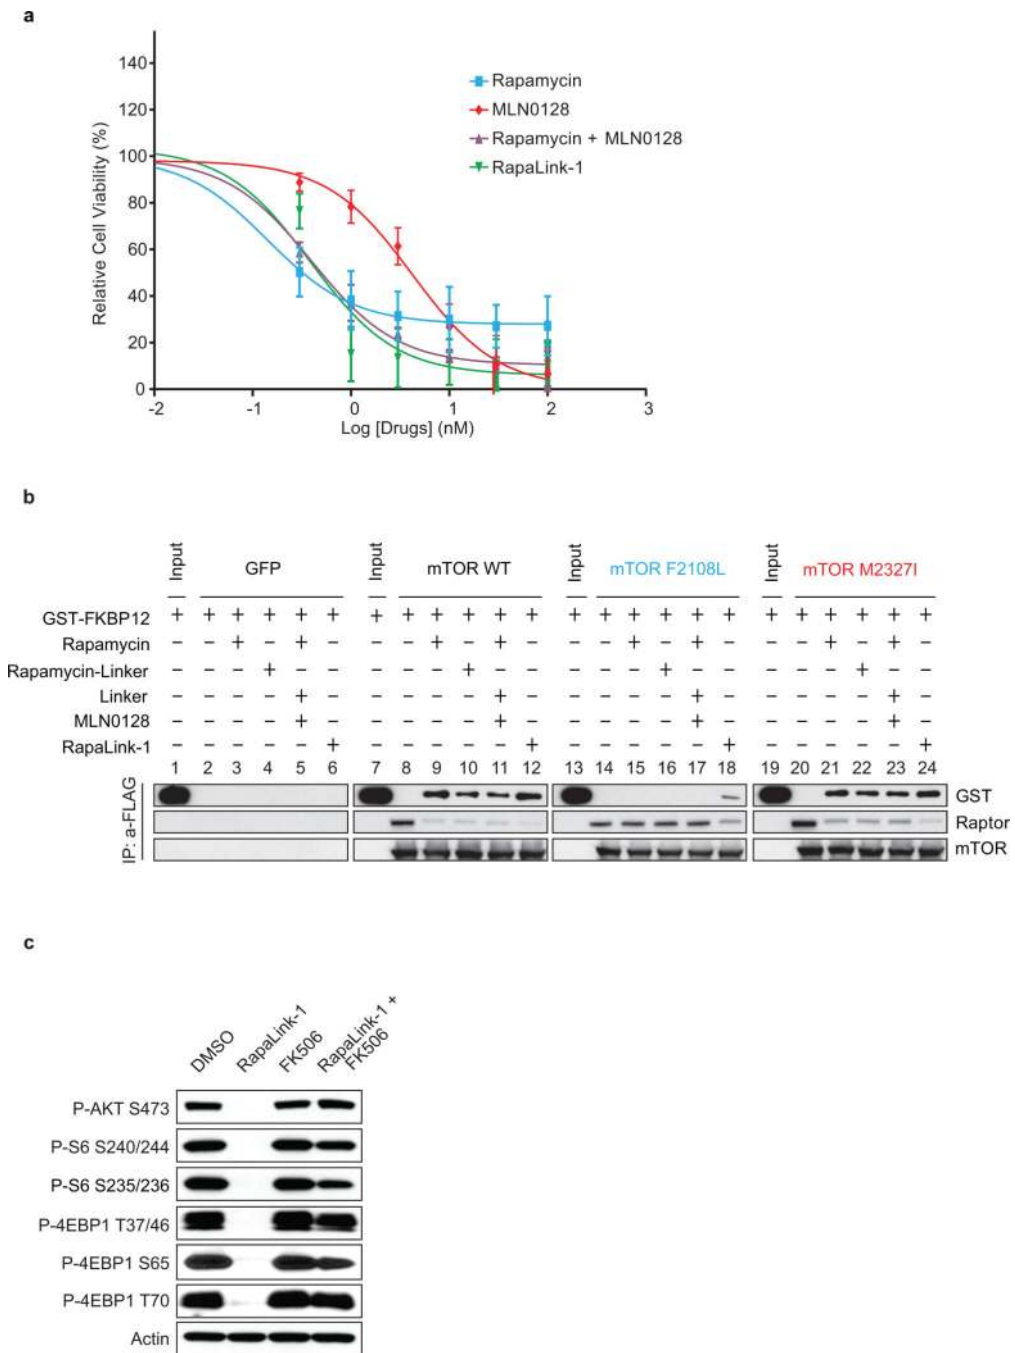 a
140
120
100
80
60
40
20
0
Relative Cell Viability (%)
Rapamycin
MLN0128
Rapamycin + MLN0128
RapaLink-1
-2 -1 0 1 2 3
Log [Drugs] (nM)
b
Input GFP Input mTOR WT Input mTOR F2108L Input mTOR M2327I
GST-FKBP12 + + + + + + + + + + + + + + + + + + + + + + + +
Rapamycin – – + – + – – – + – + – – – + – + – – – + – + –
Rapamycin-Linker – – – + – – – – – + – – – – – + – – – – – + – –
Linker – – – – + – – – – – + – – – – – + – – – – – + –
MLN0128 – – – – + – – – – – + – – – – – + – – – – – + –
RapaLink-1 – – – – – + – – – – – + – – – – – + – – – – – +
1 2 3 4 5 6 7 8 9 10 11 12 13 14 15 16 17 18 19 20 21 22 23 24
IP: a-FLAG
GST
Raptor
mTOR
c
DMSO
RapaLink-1
FK506
RapaLink-1 +
FK506
P-AKT S473
P-S6 S240/244
P-S6 S235/236
P-4EBP1 T37/46
P-4EBP1 S65
P-4EBP1 T70
Actin